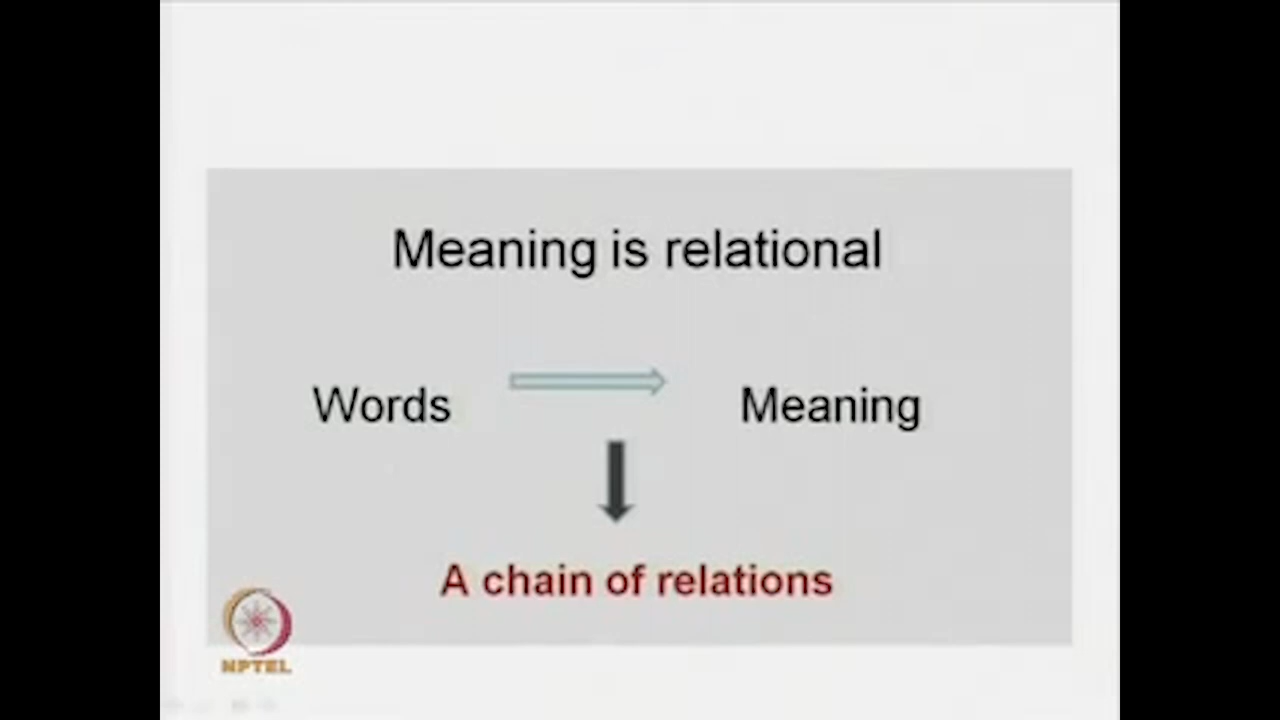 Meaning is relational
Words Meaning
A chain of relations
NPTEL